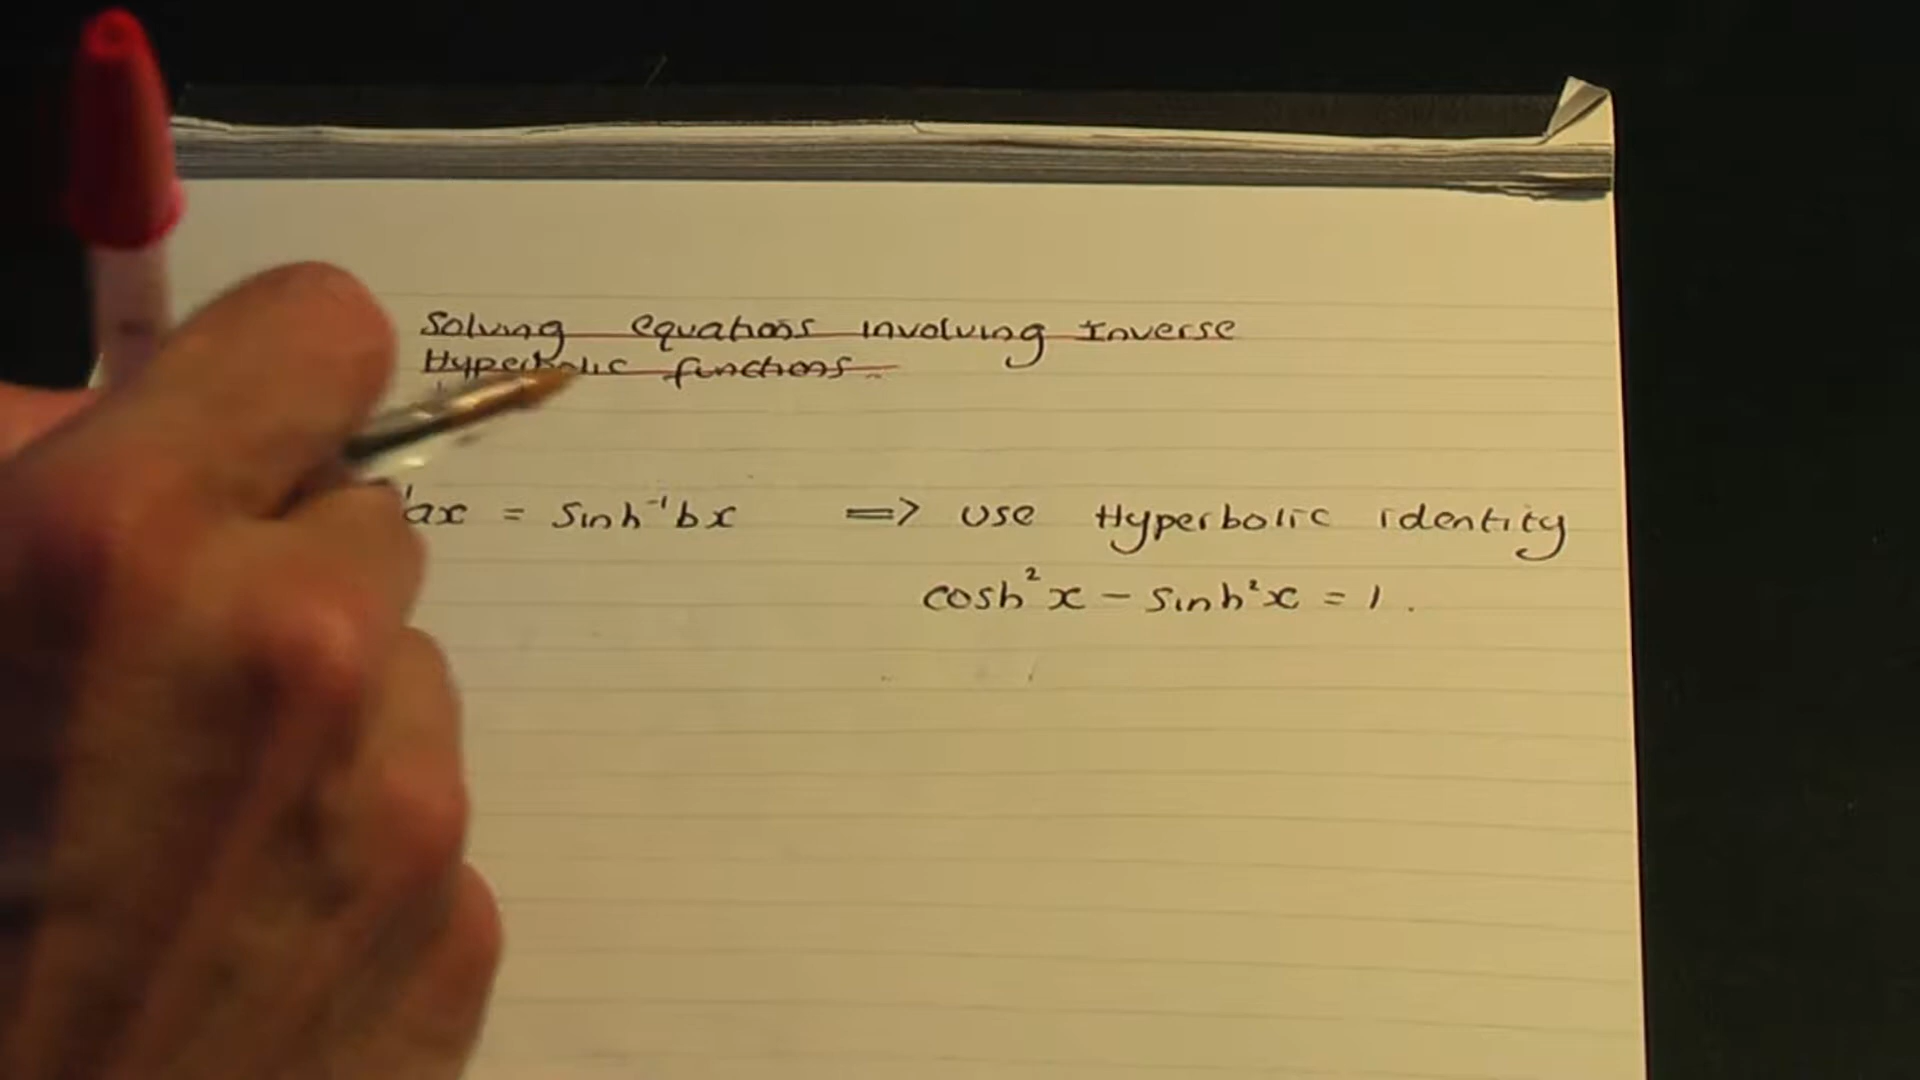 Solving equations involving Inverse
Hyperbolic functions.
ax = sinh⁻¹bx => use Hyperbolic identity
cosh²x - sinh²x = 1.